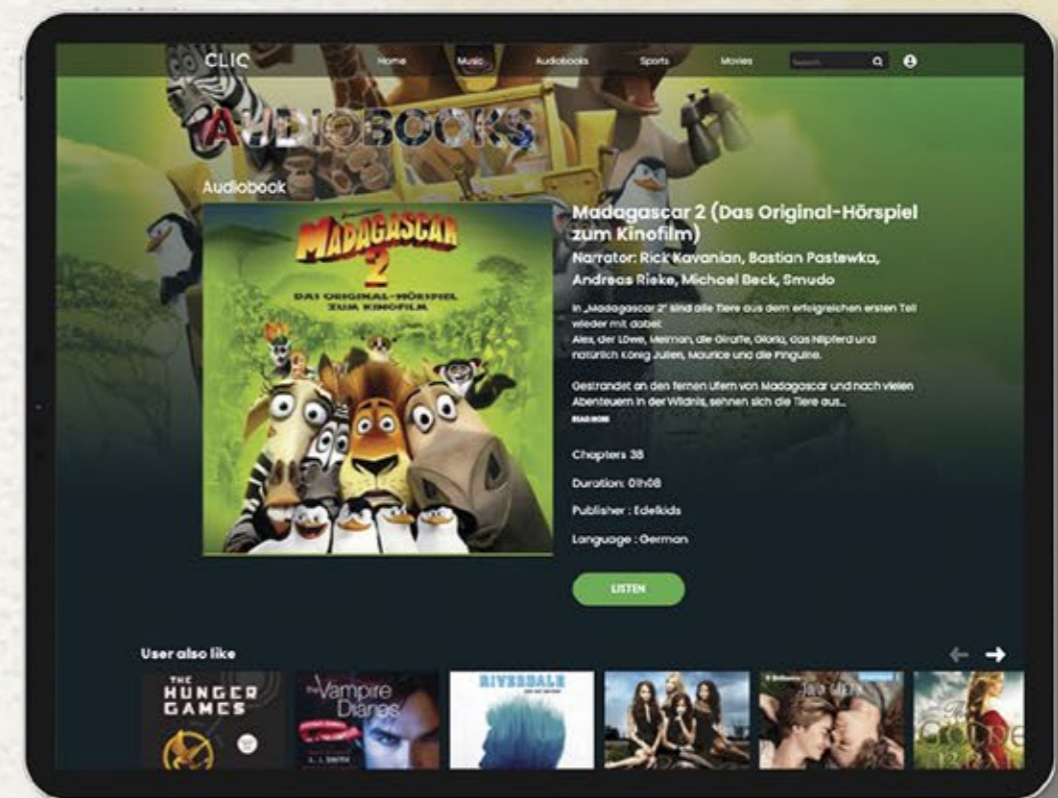 CLIQ
Home
Music
Audiobooks
Sports
Movies
Search...
AUDIOBOOKS
Audiobook
MADAGASCAR
2
DAS ORIGINAL-HÖRSPIEL
ZUM KINOFILM
Madagascar 2 (Das Original-Hörspiel
zum Kinofilm)
Narrator: Rick Kavanian, Bastian Pastewka,
Andreas Rieke, Michael Beck, Smudo
In „Madagascar 2“ sind alle Tiere aus dem erfolgreichen ersten Teil
wieder mit dabei:
Alex, der Löwe, Melman, die Giraffe, Gloria, das Nilpferd und
natürlich König Julien, Maurice und die Pinguine.
Gestrandet an den fernen Ufern von Madagascar und nach vielen
Abenteuern in der Wildnis, sehnen sich die Tiere aus...
READ MORE
Chapters 38
Duration: 01h08
Publisher : Edelkids
Language : German
LISTEN
User also like
THE
HUNGER
GAMES
The Vampire
Diaries
L. J. SMITH
RIVERDALE